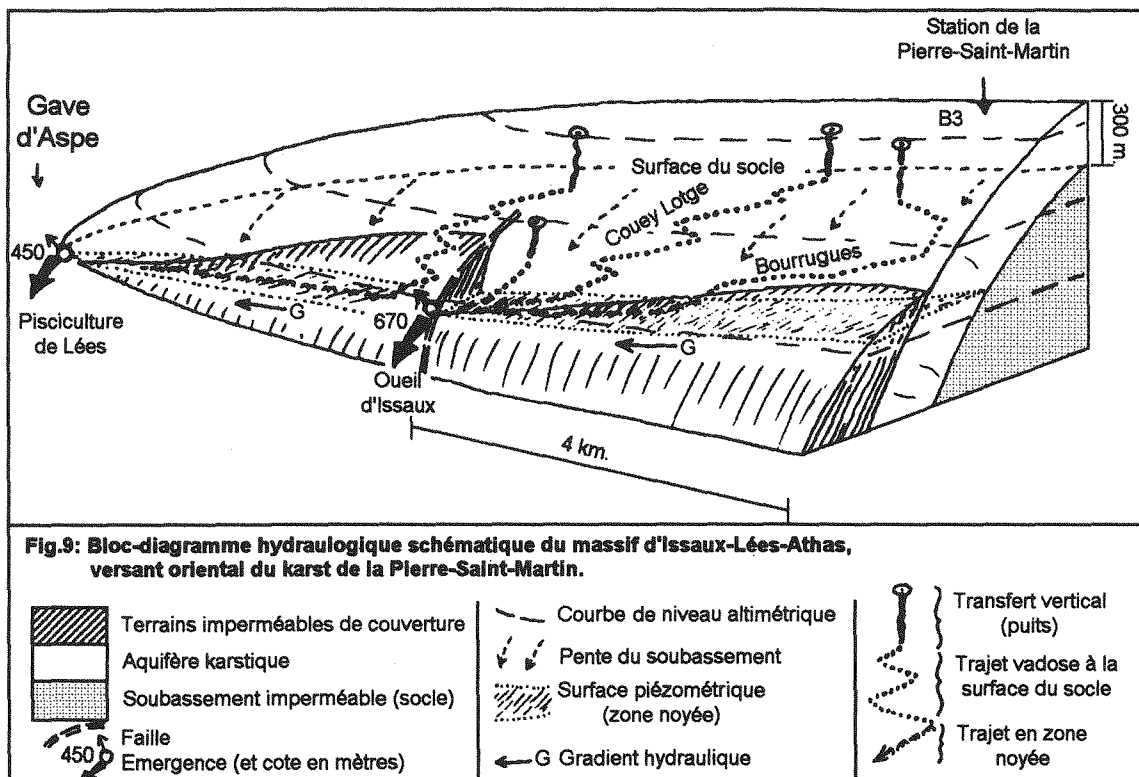 Station de la
Pierre-Saint-Martin
Gave
d'Aspe
B3
300 m.
Surface du socle
Couey Lotge
Bourrugues
450
G
670
G
Pisciculture
de Lées
Oueil
d'Issaux
4 km.
Fig.9: Bloc-diagramme hydraulogique schématique du massif d'Issaux-Lées-Athas,
versant oriental du karst de la Pierre-Saint-Martin.
Terrains imperméables de couverture
Aquifère karstique
Soubassement imperméable (socle)
Faille
450 Emergence (et cote en mètres)
Courbe de niveau altimétrique
Pente du soubassement
Surface piézométrique
(zone noyée)
G Gradient hydraulique
Transfert vertical
(puits)
Trajet vadose à la
surface du socle
Trajet en zone
noyée